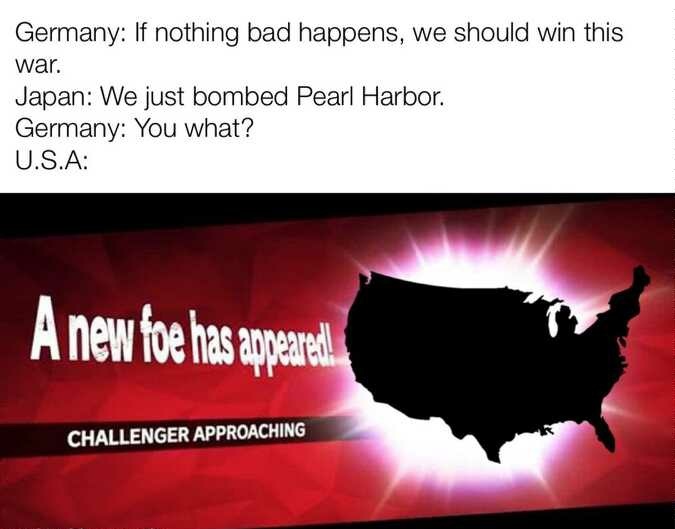 Germany: If nothing bad happens, we should win this
war.
Japan: We just bombed Pearl Harbor.
Germany: You what?
U.S.A:
A new foe has appeared!
CHALLENGER APPROACHING